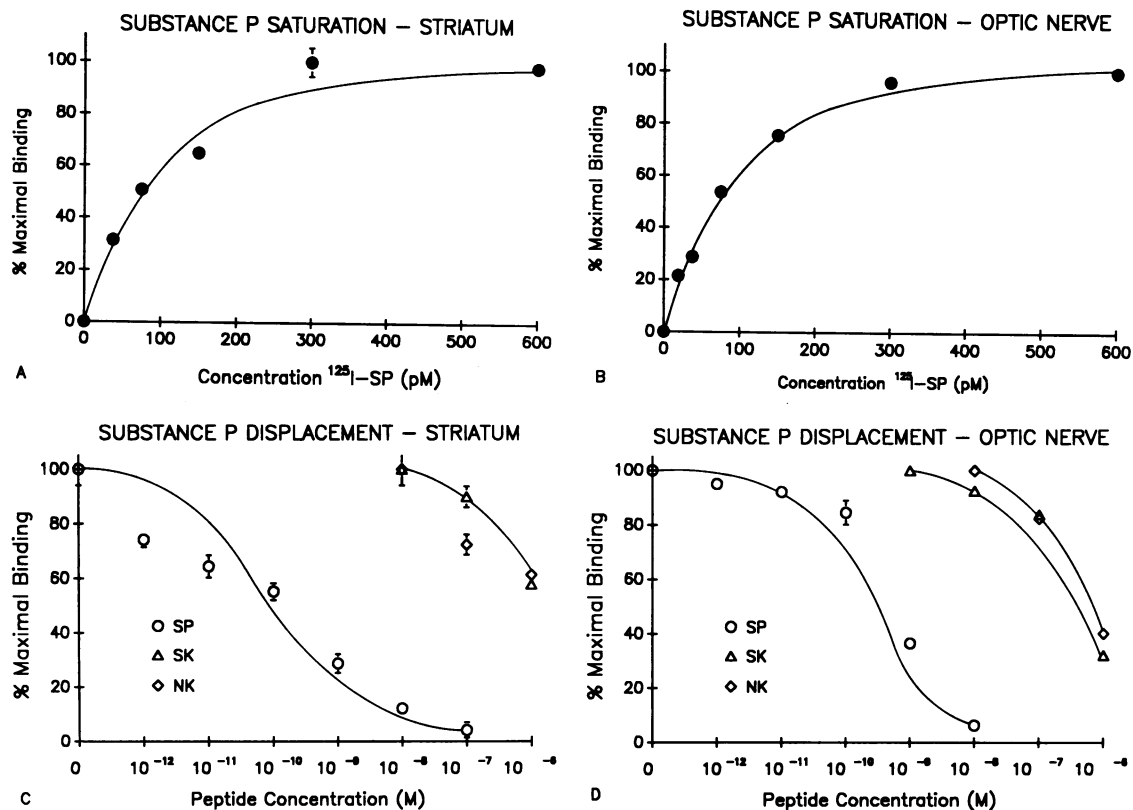 SUBSTANCE P SATURATION – STRIATUM
% Maximal Binding
100
80
60
40
20
0
0 100 200 300 400 500 600
Concentration ¹²⁵I–SP (pM)
A
SUBSTANCE P SATURATION – OPTIC NERVE
% Maximal Binding
100
80
60
40
20
0
0 100 200 300 400 500 600
Concentration ¹²⁵I–SP (pM)
B
SUBSTANCE P DISPLACEMENT – STRIATUM
% Maximal Binding
100
80
60
40
20
0
SP
SK
NK
0 10⁻¹² 10⁻¹¹ 10⁻¹⁰ 10⁻⁹ 10⁻⁸ 10⁻⁷ 10⁻⁶
Peptide Concentration (M)
C
SUBSTANCE P DISPLACEMENT – OPTIC NERVE
% Maximal Binding
100
80
60
40
20
0
SP
SK
NK
0 10⁻¹² 10⁻¹¹ 10⁻¹⁰ 10⁻⁹ 10⁻⁸ 10⁻⁷ 10⁻⁶
Peptide Concentration (M)
D